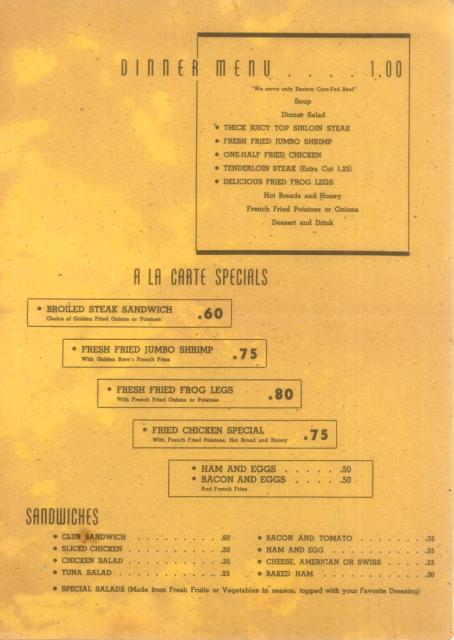 DINNER MENU . . . . 1.00
"We serve only Eastern Corn-Fed Beef"
Soup
Dinner Salad
• THICK JUICY TOP SIRLOIN STEAK
• FRESH FRIED JUMBO SHRIMP
• ONE-HALF FRIED CHICKEN
• TENDERLOIN STEAK (Extra Cut 1.25)
• DELICIOUS FRIED FROG LEGS
Hot Breads and Honey
French Fried Potatoes or Onions
Dessert and Drink
A LA CARTE SPECIALS
• BROILED STEAK SANDWICH .60
Choice of Golden Fried Onions or Potatoes
• FRESH FRIED JUMBO SHRIMP .75
With Golden Brown French Fries
• FRESH FRIED FROG LEGS .80
With French Fried Onions or Potatoes
• FRIED CHICKEN SPECIAL .75
With French Fried Potatoes, Hot Bread and Honey
• HAM AND EGGS . . . . . . .50
• BACON AND EGGS . . . . . . .50
And French Fries
SANDWICHES
• CLUB SANDWICH . . . . . . . . . . .60
• SLICED CHICKEN . . . . . . . . . . .50
• CHICKEN SALAD . . . . . . . . . . .35
• TUNA SALAD . . . . . . . . . . . .25
• BACON AND TOMATO . . . . . . . . .35
• HAM AND EGG . . . . . . . . . . .35
• CHEESE, AMERICAN OR SWISS . . . . .25
• BAKED HAM . . . . . . . . . . . .30
• SPECIAL SALADS (Made from Fresh Fruits or Vegetables in season, topped with your Favorite Dressing)